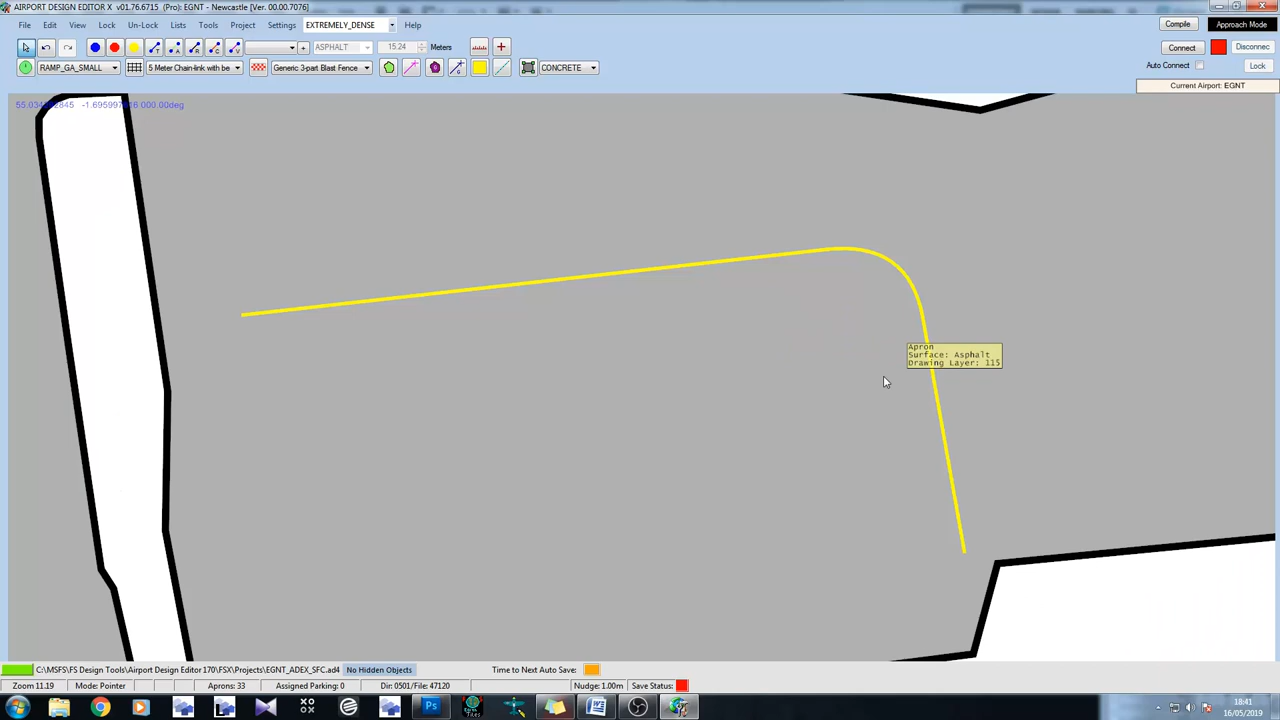 AIRPORT DESIGN EDITOR X v01.76.6715 (Pro): EGNT - Newcastle [Ver. 00.00.7076]
File Edit View Lock Un-Lock Lists Tools Project Settings EXTREMELY_DENSE Help
Compile Approach Mode
ASPHALT 15.24 Meters
Connect Disconnec
RAMP_GA_SMALL 5 Meter Chain-link with be Generic 3-part Blast Fence CONCRETE
Auto Connect Lock
Current Airport: EGNT
000.00deg
Apron
Surface: Asphalt
Drawing Layer: 115
C:\MSFS\FS Design Tools\Airport Design Editor 170\FSX\Projects\EGNT_ADEX_SFC.ad4 No Hidden Objects Time to Next Auto Save:
Zoom 11.19 Mode: Pointer Aprons: 33 Assigned Parking: 0 Dir: 0501/File: 47120 Nudge: 1.00m Save Status:
18:41
16/05/2019